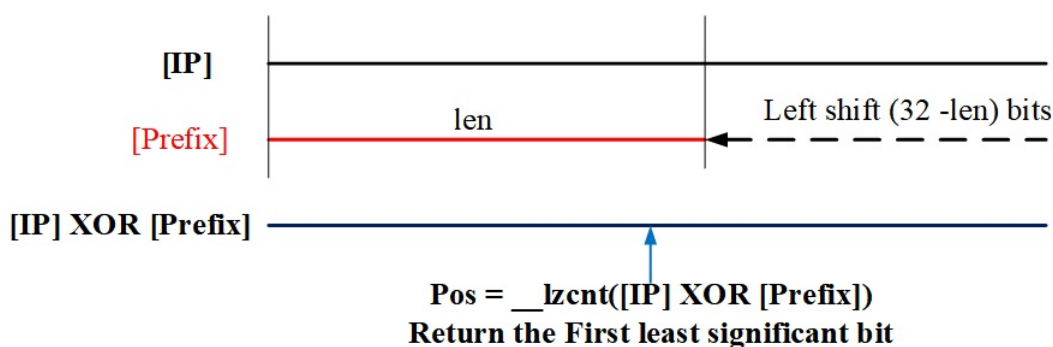 [IP]
len
Left shift (32 -len) bits
[Prefix]
[IP] XOR [Prefix]
Pos = __lzcnt([IP] XOR [Prefix])
Return the First least significant bit